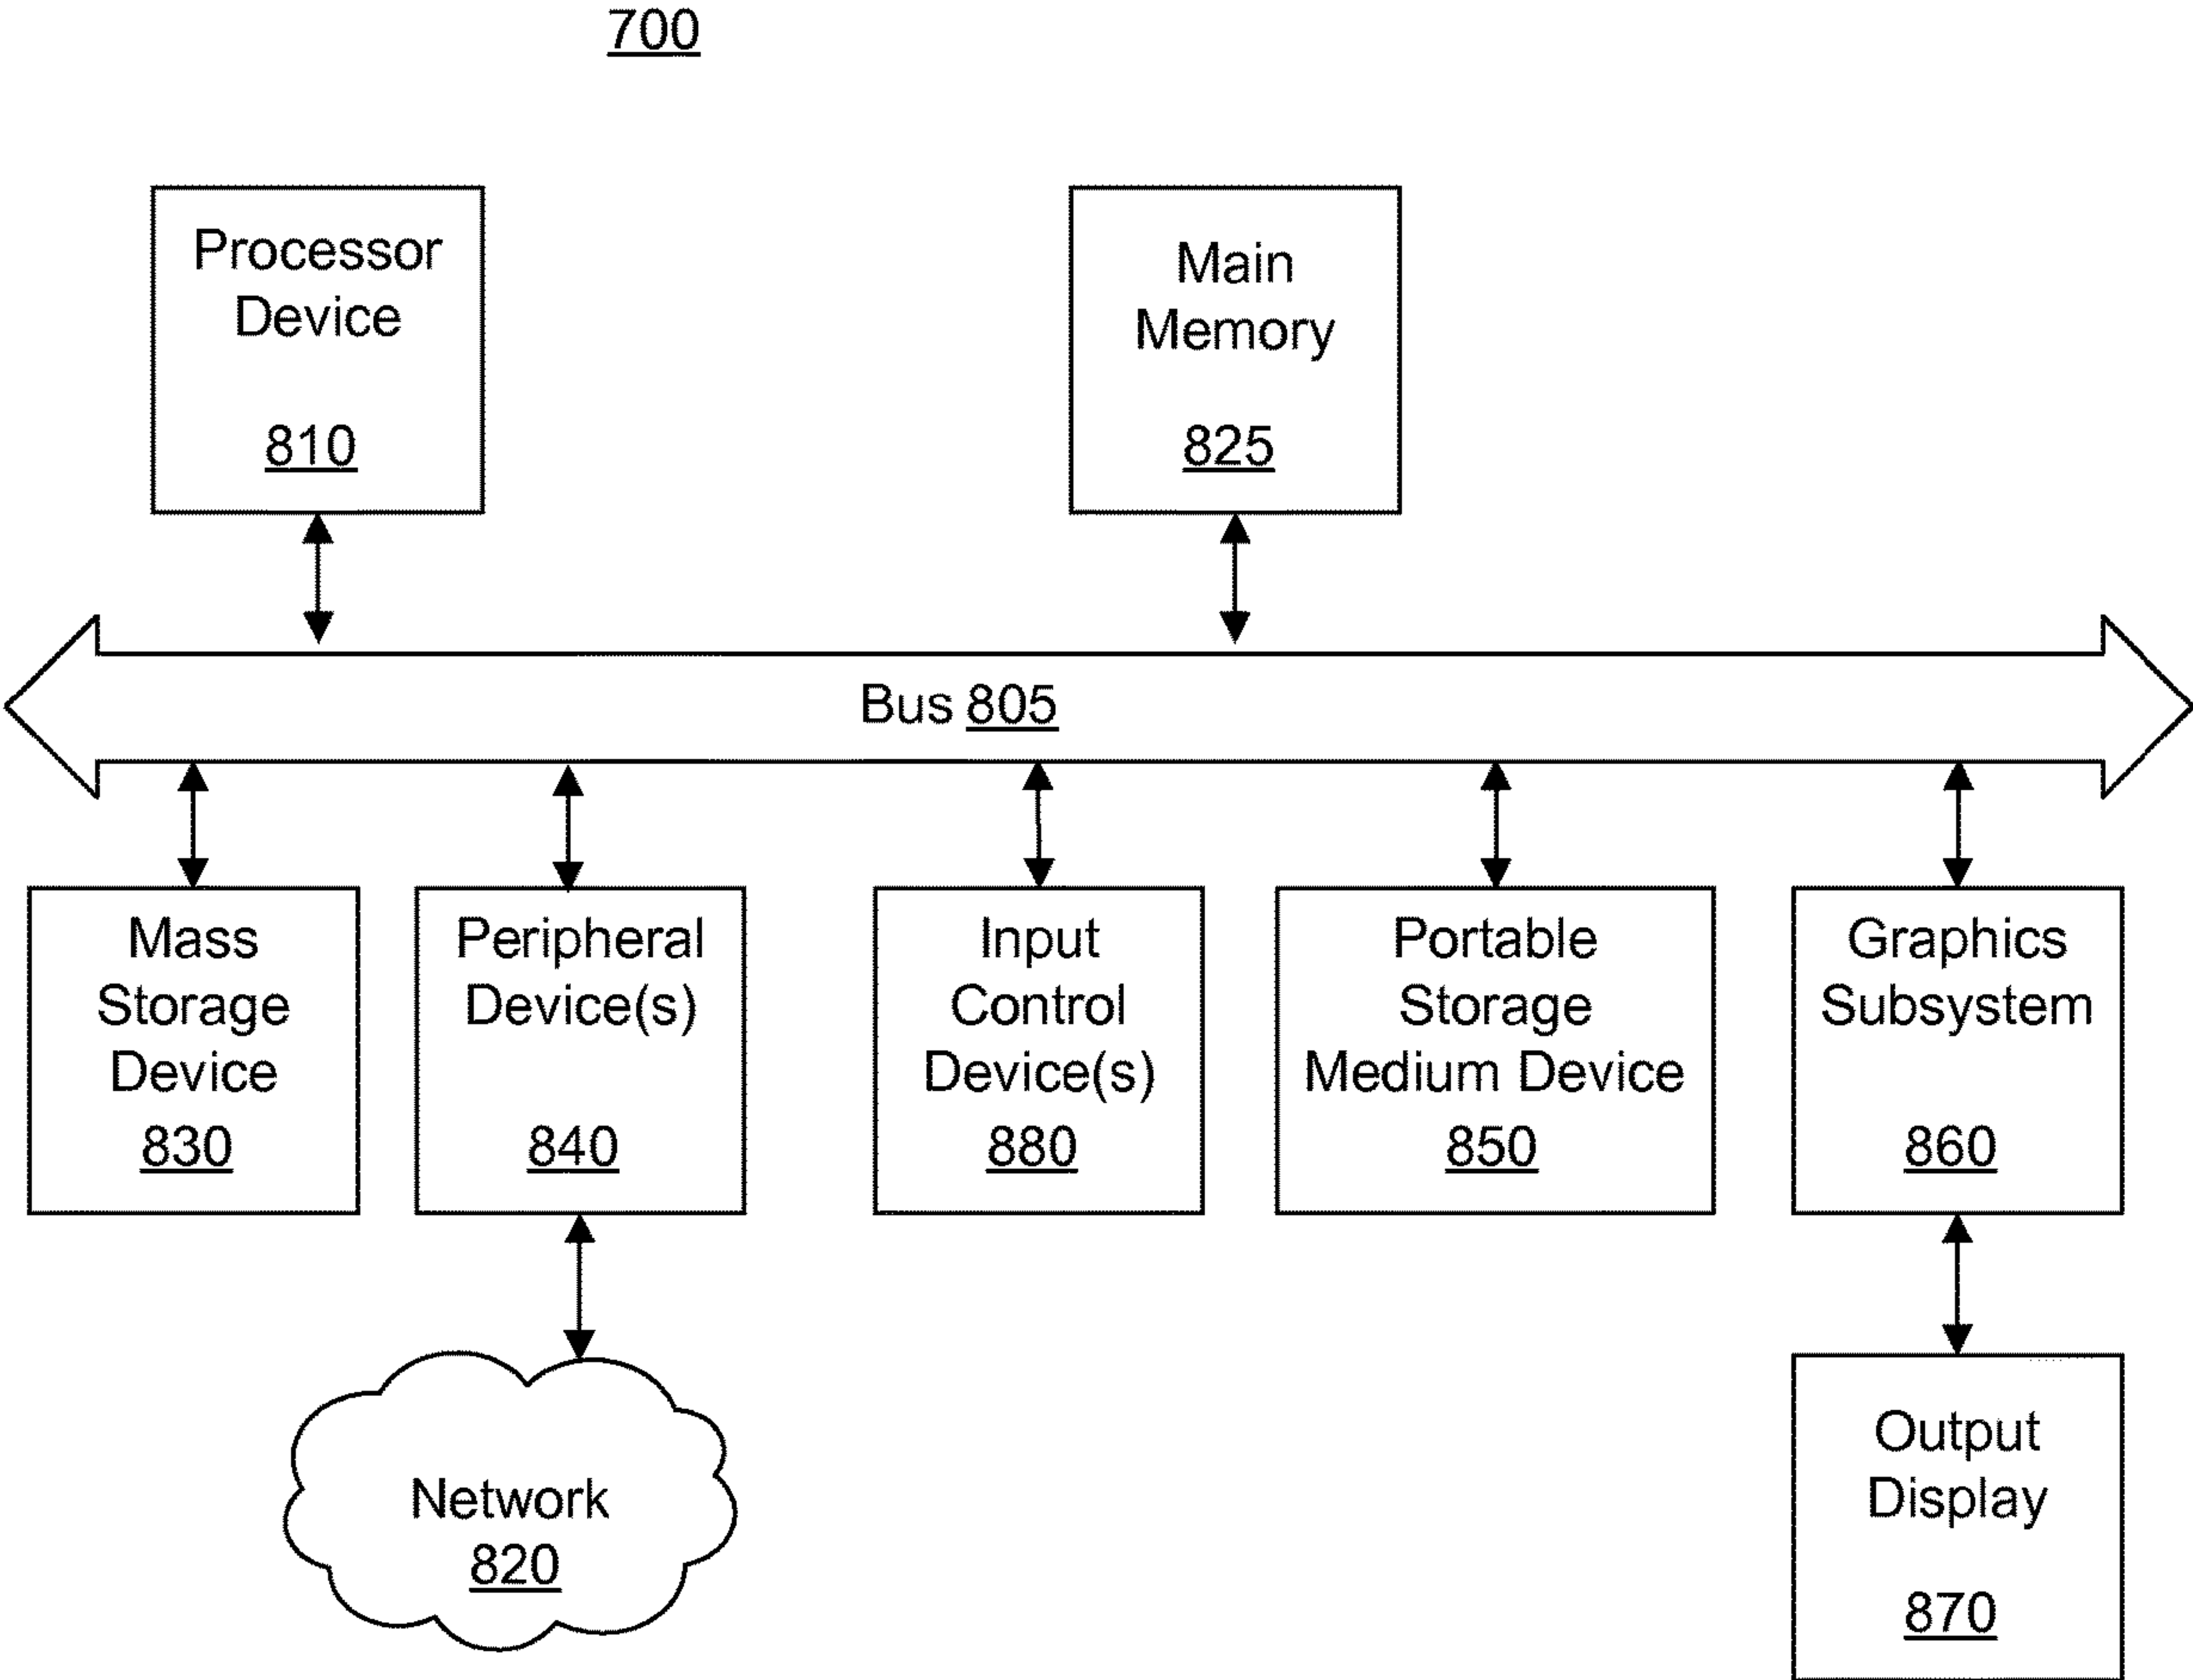 700
Processor
Device
810
Main
Memory
825
Bus 805
Mass
Storage
Device
830
Peripheral
Device(s)
840
Input
Control
Device(s)
880
Portable
Storage
Medium Device
850
Graphics
Subsystem
860
Network
820
Output
Display
870